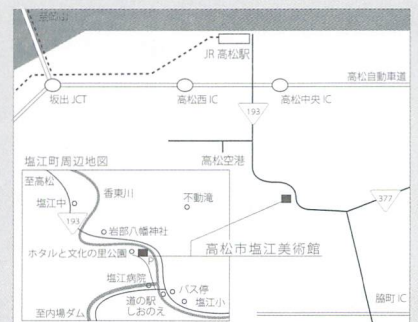 至岡山
JR 高松駅
高松自動車道
坂出 JCT
高松西 IC
高松中央 IC
193
高松空港
塩江町周辺地図
至高松
香東川
不動滝
塩江中
193
377
岩部八幡神社
ホタルと文化の里公園
高松市塩江美術館
塩江病院
バス停
道の駅
しおのえ
塩江小
脇町 IC
至内場ダム